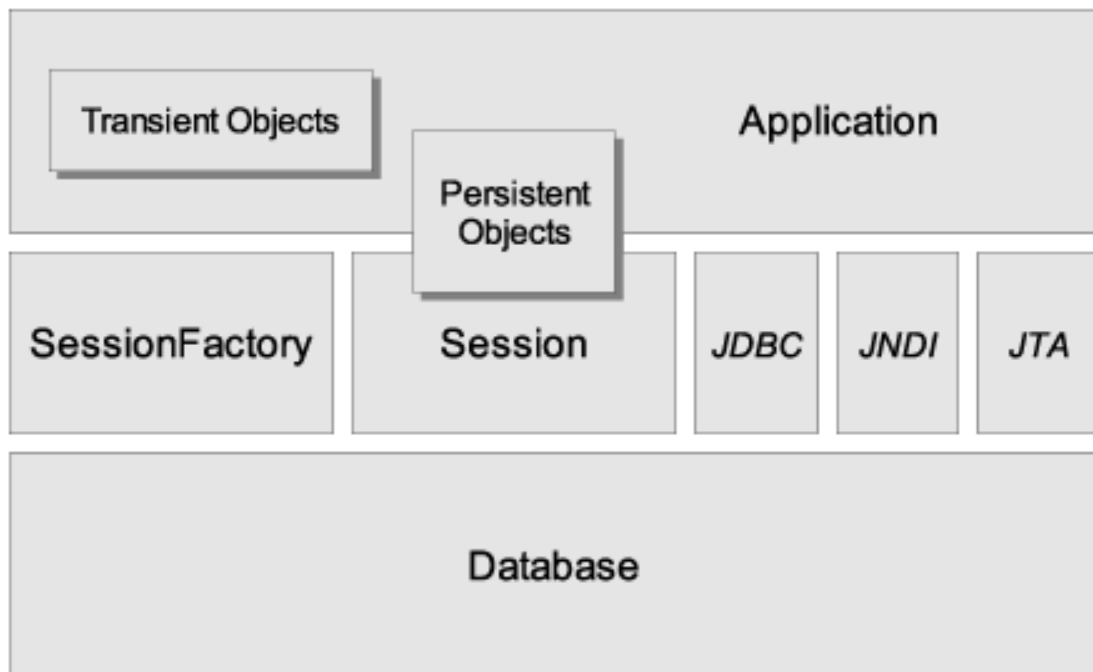 Transient Objects
Application
Persistent
Objects
SessionFactory
Session
JDBC
JNDI
JTA
Database